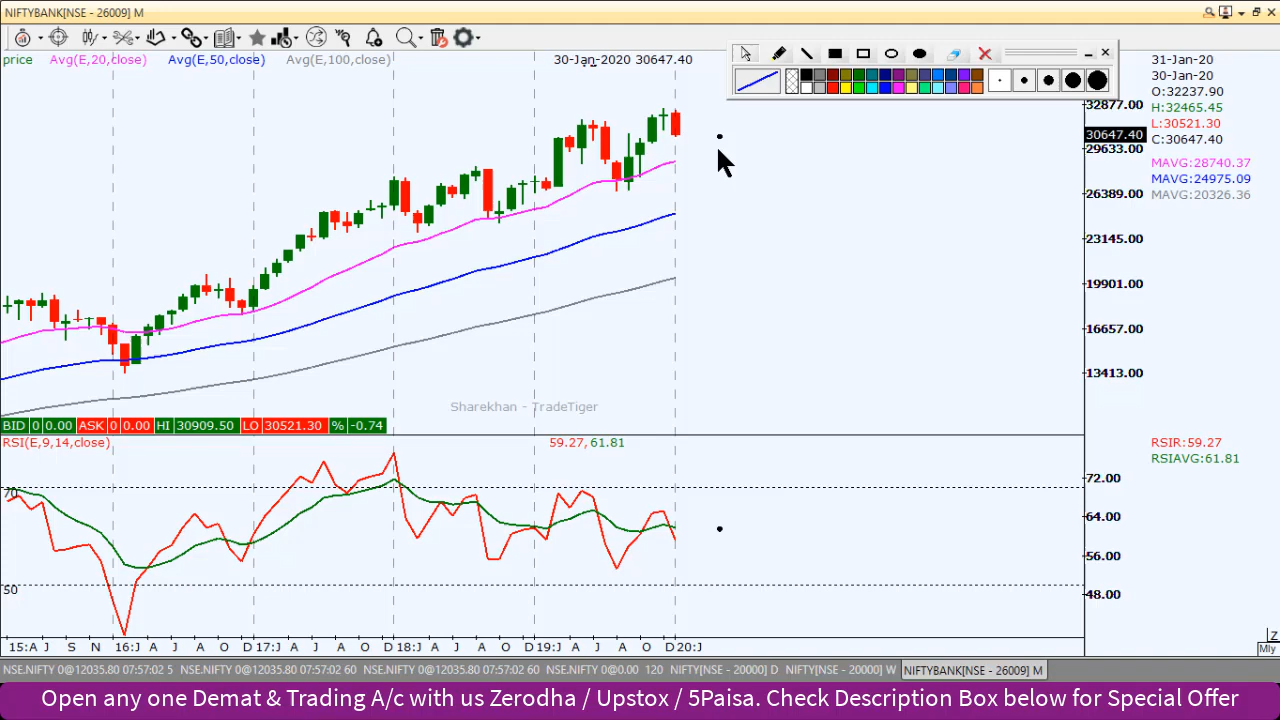 NIFTYBANK[NSE - 26009] M
price Avg(E,20,close) Avg(E,50,close) Avg(E,100,close) 30-Jan-2020 30647.40
31-Jan-20
30-Jan-20
O:32237.90
H:32465.45
L:30521.30
C:30647.40
MAVG:28740.37
MAVG:24975.09
MAVG:20326.36
32877.00
30647.40
29633.00
26389.00
23145.00
19901.00
16657.00
13413.00
Sharekhan - TradeTiger
BID 0 0.00 ASK 0 0.00 HI 30909.50 LO 30521.30 % -0.74
RSI(E,9,14,close) 59.27, 61.81
RSIR:59.27
RSIAVG:61.81
70
72.00
64.00
56.00
50
48.00
15:A J S N 16:J A J A O D 17:J A J A O D 18:J A J A O D 19:J A J A O D 20:J
Z
Mly
NSE.NIFTY 0@12035.80 07:57:02 5 NSE.NIFTY 0@12035.80 07:57:02 60 NSE.NIFTY 0@12035.80 07:57:02 60 NSE.NIFTY 0@0.00 120 NIFTY[NSE - 20000] D NIFTY[NSE - 20000] W NIFTYBANK[NSE - 26009] M
Open any one Demat & Trading A/c with us Zerodha / Upstox / 5Paisa. Check Description Box below for Special Offer